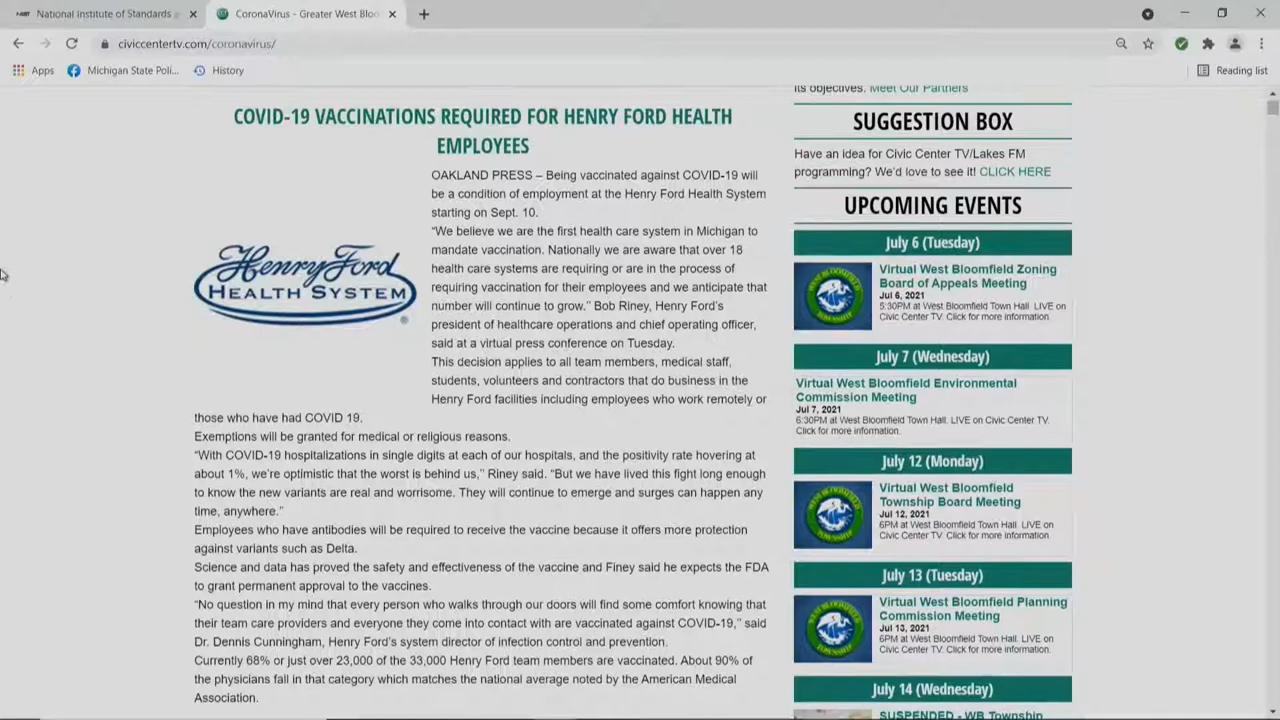 National Institute of Standards
CoronaVirus - Greater West Bloo
civiccentertv.com/coronavirus/
Apps
Michigan State Poli...
History
Reading list
COVID-19 VACCINATIONS REQUIRED FOR HENRY FORD HEALTH
EMPLOYEES
Henry Ford
HEALTH SYSTEM
OAKLAND PRESS – Being vaccinated against COVID-19 will
be a condition of employment at the Henry Ford Health System
starting on Sept. 10.
“We believe we are the first health care system in Michigan to
mandate vaccination. Nationally we are aware that over 18
health care systems are requiring or are in the process of
requiring vaccination for their employees and we anticipate that
number will continue to grow.” Bob Riney, Henry Ford’s
president of healthcare operations and chief operating officer,
said at a virtual press conference on Tuesday.
This decision applies to all team members, medical staff,
students, volunteers and contractors that do business in the
Henry Ford facilities including employees who work remotely or
those who have had COVID 19.
Exemptions will be granted for medical or religious reasons.
“With COVID-19 hospitalizations in single digits at each of our hospitals, and the positivity rate hovering at
about 1%, we’re optimistic that the worst is behind us,” Riney said. “But we have lived this fight long enough
to know the new variants are real and worrisome. They will continue to emerge and surges can happen any
time, anywhere.”
Employees who have antibodies will be required to receive the vaccine because it offers more protection
against variants such as Delta.
Science and data has proved the safety and effectiveness of the vaccine and Finey said he expects the FDA
to grant permanent approval to the vaccines.
“No question in my mind that every person who walks through our doors will find some comfort knowing that
their team care providers and everyone they come into contact with are vaccinated against COVID-19,” said
Dr. Dennis Cunningham, Henry Ford’s system director of infection control and prevention.
Currently 68% or just over 23,000 of the 33,000 Henry Ford team members are vaccinated. About 90% of
the physicians fall in that category which matches the national average noted by the American Medical
Association.
its objectives. Meet Our Partners
SUGGESTION BOX
Have an idea for Civic Center TV/Lakes FM
programming? We’d love to see it! CLICK HERE
UPCOMING EVENTS
July 6 (Tuesday)
Virtual West Bloomfield Zoning
Board of Appeals Meeting
Jul 6, 2021
5:30PM at West Bloomfield Town Hall. LIVE on
Civic Center TV. Click for more information.
July 7 (Wednesday)
Virtual West Bloomfield Environmental
Commission Meeting
Jul 7, 2021
6:30PM at West Bloomfield Town Hall. LIVE on Civic Center TV.
Click for more information.
July 12 (Monday)
Virtual West Bloomfield
Township Board Meeting
Jul 12, 2021
6PM at West Bloomfield Town Hall. LIVE on
Civic Center TV. Click for more information.
July 13 (Tuesday)
Virtual West Bloomfield Planning
Commission Meeting
Jul 13, 2021
6PM at West Bloomfield Town Hall. LIVE on
Civic Center TV. Click for more information.
July 14 (Wednesday)
SUSPENDED - WB Township